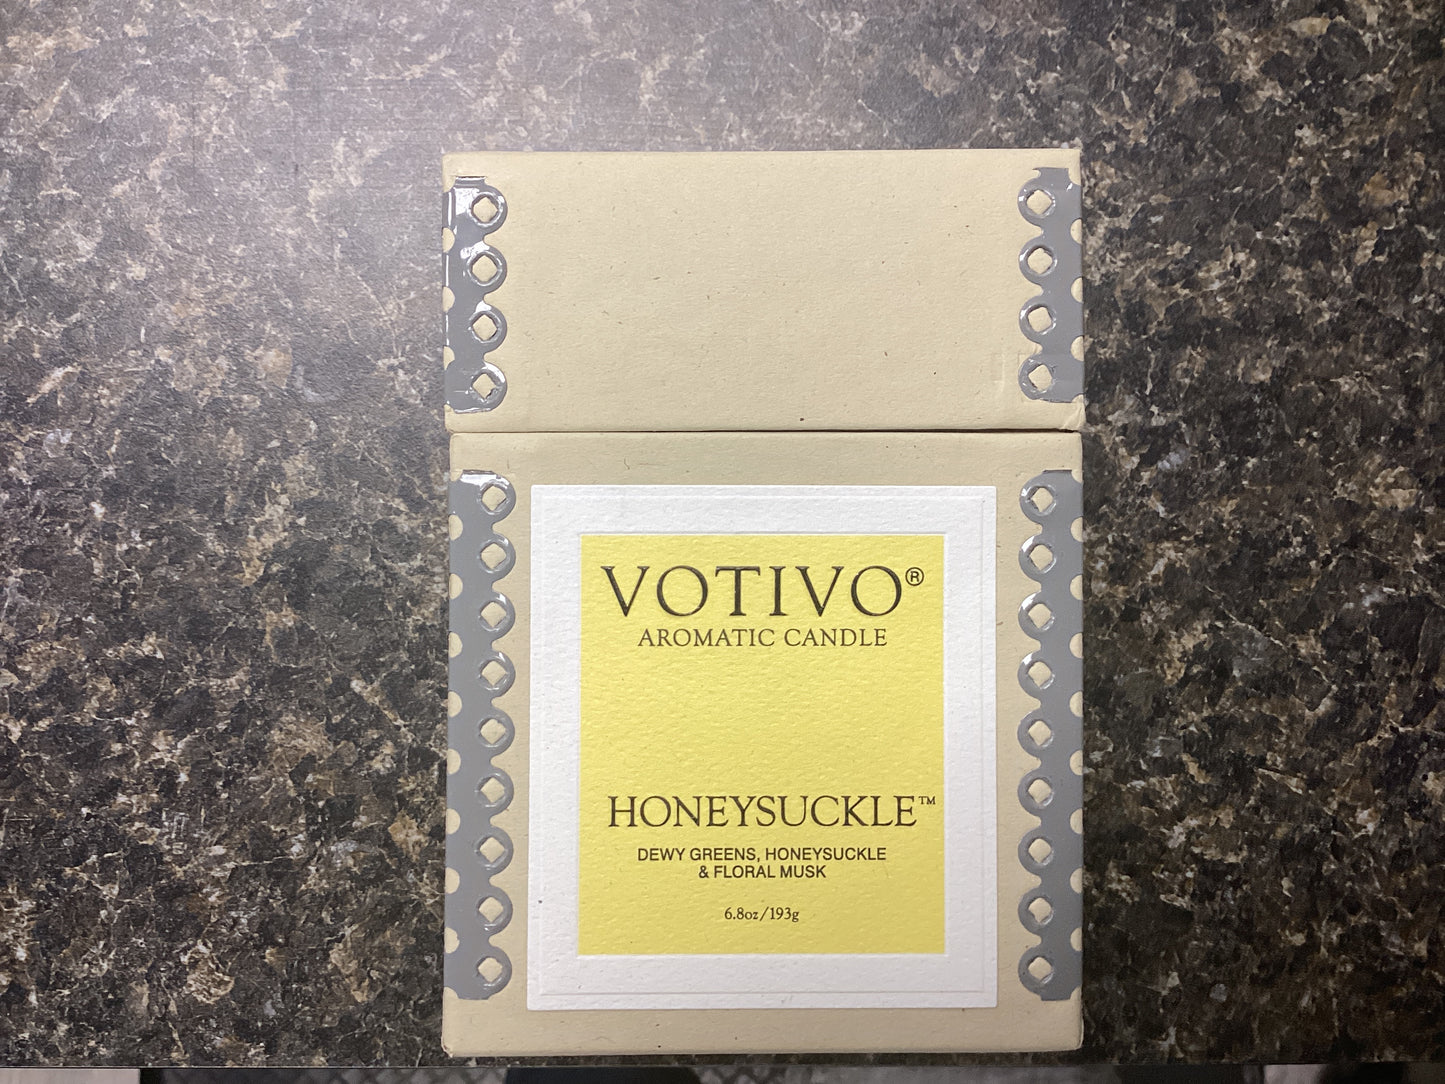 VOTIVO®
AROMATIC CANDLE
HONEYSUCKLE™
DEWY GREENS, HONEYSUCKLE
& FLORAL MUSK
6.8oz/193g